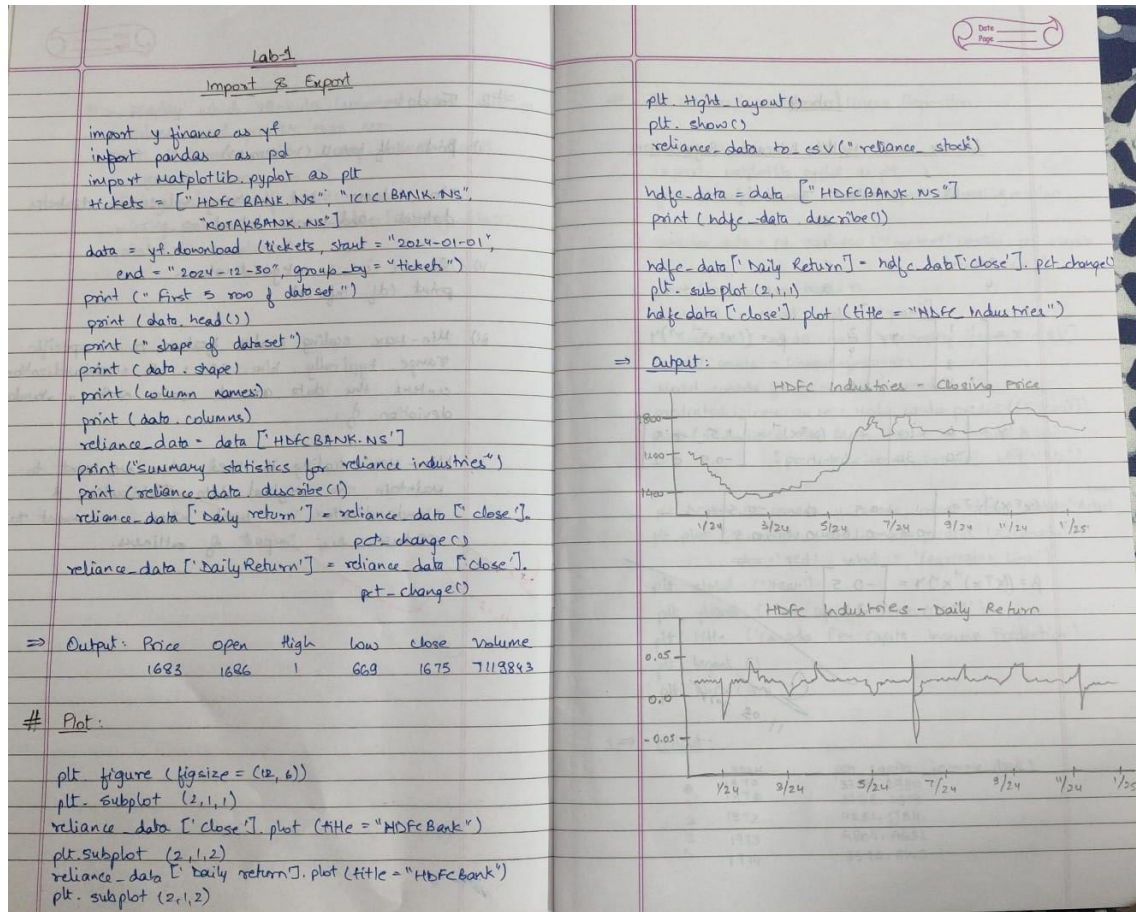 Lab-1
Import & Export
import y finance as yf
import pandas as pd
import Matplotlib.pyplot as plt
tickets = ["HDFC BANK.NS", "ICICIBANK.NS",
"KOTAKBANK.NS"]
data = yf.download (tickets, start = "2024-01-01",
end = "2024-12-30", group_by = "tickets")
print (" First 5 row of dataset")
print (data.head())
print (" shape of dataset")
print (data.shape)
print (column names:)
print (data.columns)
reliance_data = data ['HDFCBANK.NS']
print ("summary statistics for reliance industries")
print (reliance_data.describe())
reliance_data ['Daily return'] = reliance_data ['close'].
pct_change()
reliance_data ['DailyReturn'] = reliance_data ['close'].
pct_change()
⇒ Output: Price open High Low close Volume
1683 1686 1 669 1675 7119843
# Plot:
plt. figure (figsize = (12, 6))
plt. subplot (2,1,1)
reliance_data ['close']. plot (title = "HDFC Bank")
plt.subplot (2,1,2)
reliance_data ['Daily return']. plot (title = "HDFC Bank")
plt. subplot (2,1,2)
Date
Page
plt. tight_layout()
plt. show()
reliance_data to_csv ("reliance_stock")
hdfc_data = data ["HDFCBANK.NS"]
print (hdfc_data.describe())
hdfc_data ['Daily Return'] = hdfc_data ['close']. pct_change()
plt. subplot (2,1,1)
hdfc data ['close']. plot (title = "HDFC Industries")
⇒ Output:
HDFC Industries - Closing Price
1800
1600
1400
1/24 3/24 5/24 7/24 9/24 11/24 1/25
HDFC Industries - Daily Return
0.05
0.0
-0.05
1/24 3/24 5/24 7/24 9/24 11/24 1/25